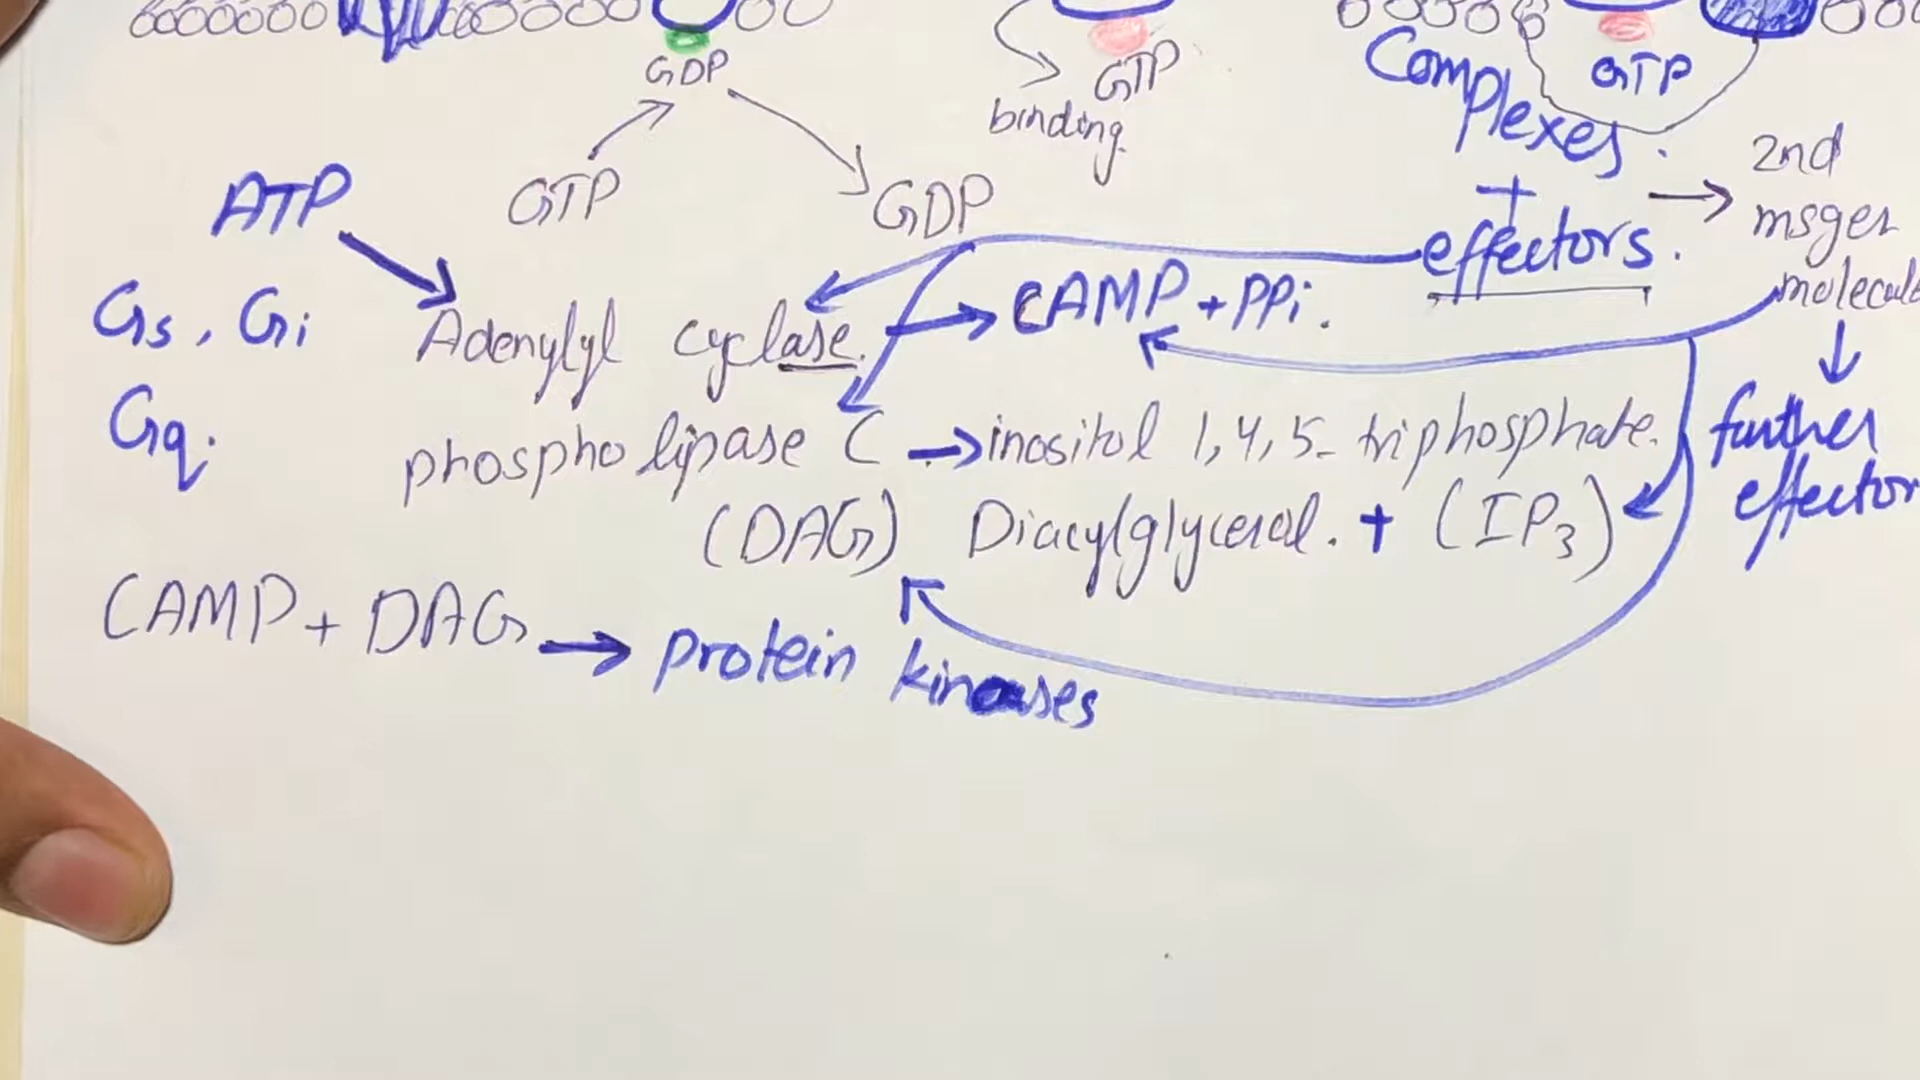 GDP
GTP
binding.
GTP
Complexes.
GTP
GDP
+
effectors.
2nd
msger
molecul
further
effector
ATP
Gs, Gi
Adenylyl cyclase.
CAMP + PPi.
Gq.
phospholipase C → inositol 1,4,5- triphosphate.
(DAG) Diacylglycerol. + (IP3)
CAMP + DAG → protein kinases